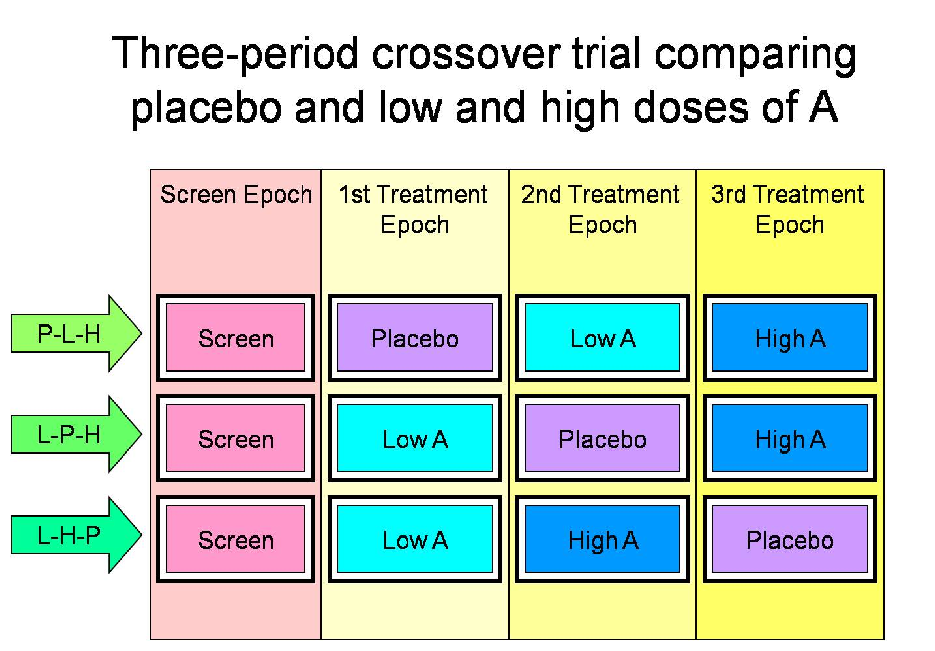 Three-period crossover trial comparing
placebo and low and high doses of A
Screen Epoch
1st Treatment
Epoch
2nd Treatment
Epoch
3rd Treatment
Epoch
P-L-H
Screen
Placebo
Low A
High A
L-P-H
Screen
Low A
Placebo
High A
L-H-P
Screen
Low A
High A
Placebo